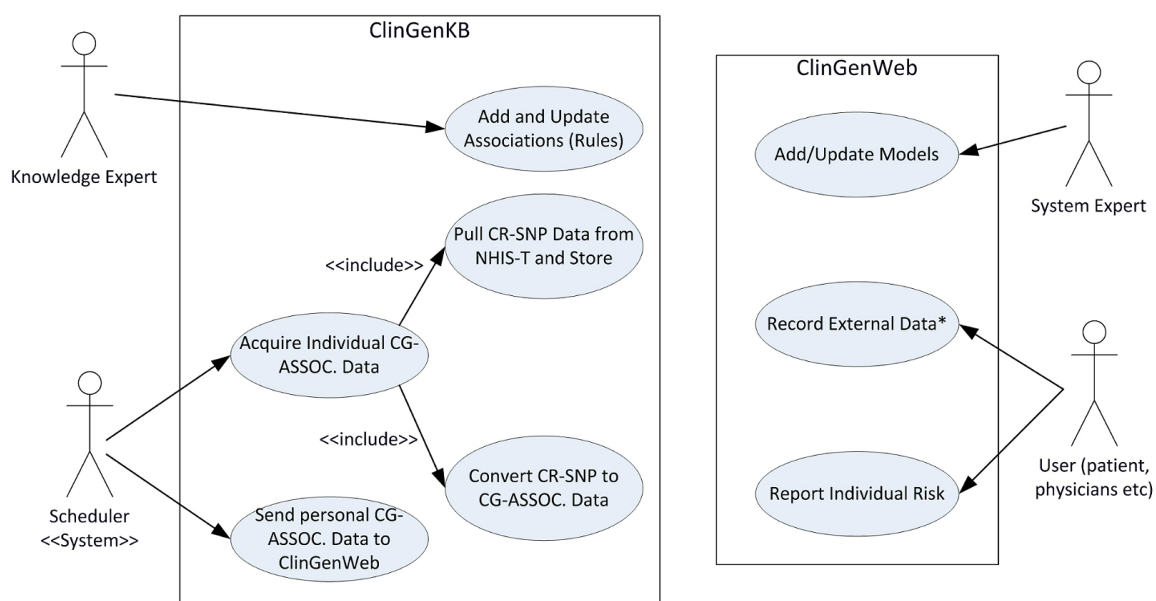 ClinGenKB
Knowledge Expert
Add and Update
Associations (Rules)
Pull CR-SNP Data from
NHIS-T and Store
<<include>>
Acquire Individual CG-
ASSOC. Data
<<include>>
Convert CR-SNP to
CG-ASSOC. Data
Scheduler
<<System>>
Send personal CG-
ASSOC. Data to
ClinGenWeb
ClinGenWeb
Add/Update Models
System Expert
Record External Data*
Report Individual Risk
User (patient,
physicians etc)